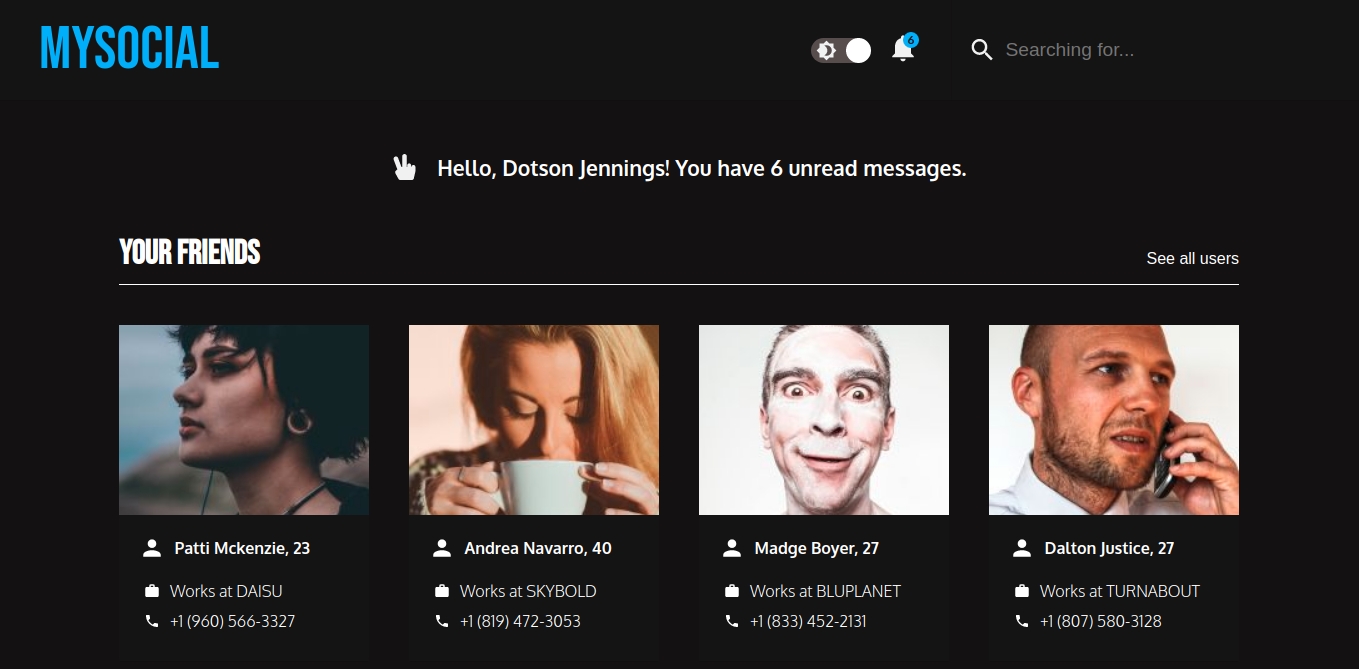 MYSOCIAL
6
Searching for...
Hello, Dotson Jennings! You have 6 unread messages.
YOUR FRIENDS
See all users
Patti Mckenzie, 23
Works at DAISU
+1 (960) 566-3327
Andrea Navarro, 40
Works at SKYBOLD
+1 (819) 472-3053
Madge Boyer, 27
Works at BLUPLANET
+1 (833) 452-2131
Dalton Justice, 27
Works at TURNABOUT
+1 (807) 580-3128